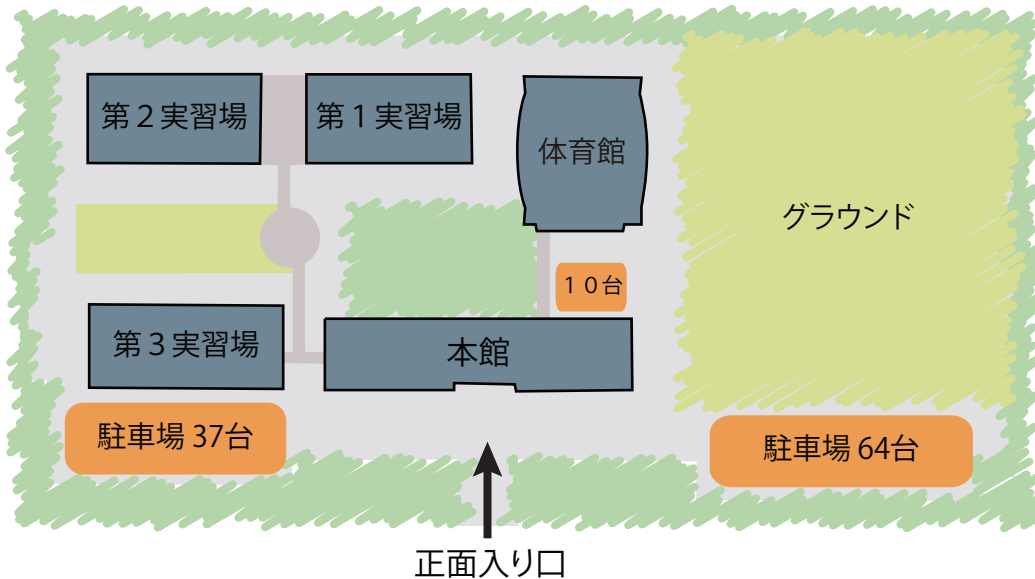 第２実習場
第１実習場
体育館
グラウンド
１０台
第３実習場
本館
駐車場 37台
駐車場 64台
正面入り口